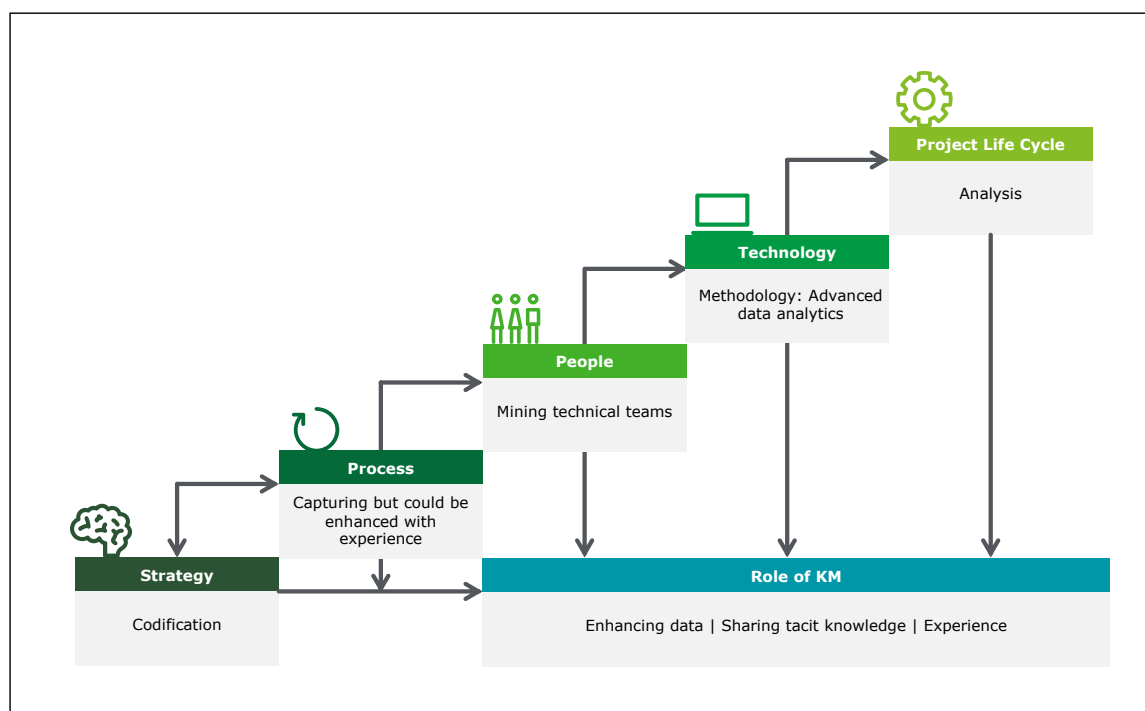 Project Life Cycle
Analysis
Technology
Methodology: Advanced
data analytics
People
Mining technical teams
Process
Capturing but could be
enhanced with
experience
Strategy
Codification
Role of KM
Enhancing data | Sharing tacit knowledge | Experience